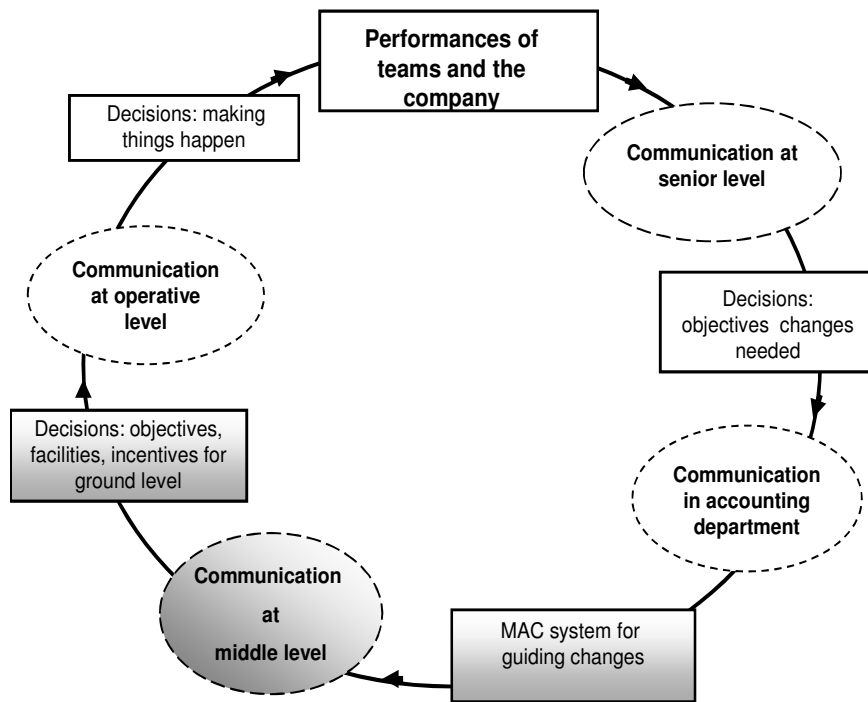 Performances of
teams and the
company
Communication at
senior level
Decisions:
objectives changes
needed
Communication
in accounting
department
MAC system for
guiding changes
Communication
at
middle level
Decisions: objectives,
facilities, incentives for
ground level
Communication
at operative
level
Decisions: making
things happen